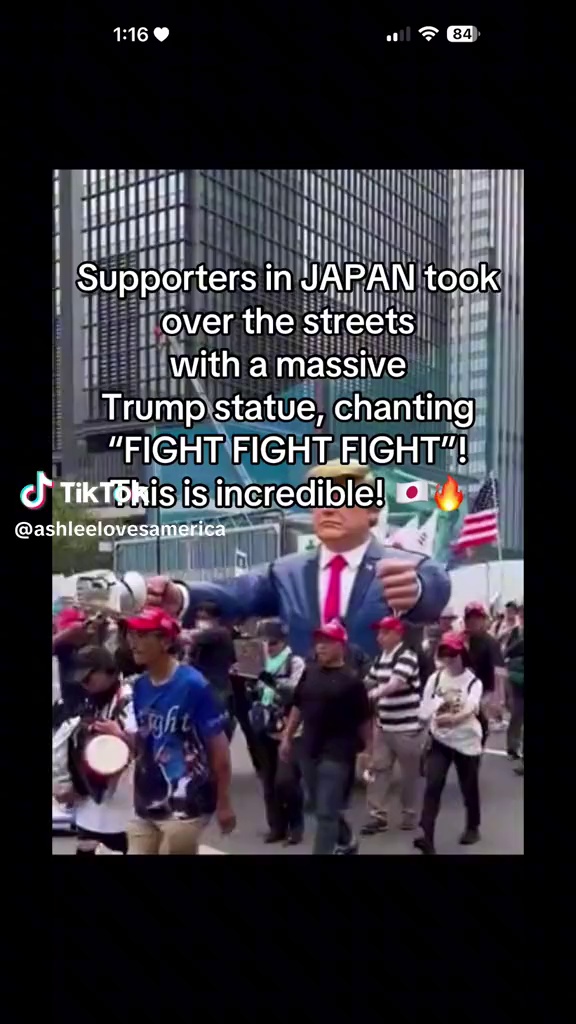 1:16
84
Supporters in JAPAN took
over the streets
with a massive
Trump statue, chanting
“FIGHT FIGHT FIGHT”!
This is incredible! 🇯🇵🔥
TikTok
@ashleelovesamerica
Fight